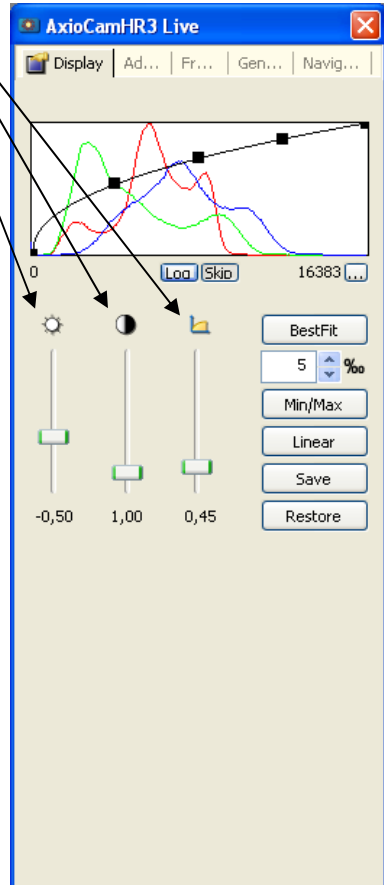 AxioCamHR3 Live
Display Ad... Fr... Gen... Navig...
0 Log Skip 16383 ...
BestFit
5 ‰
Min/Max
Linear
Save
-0,50 1,00 0,45 Restore